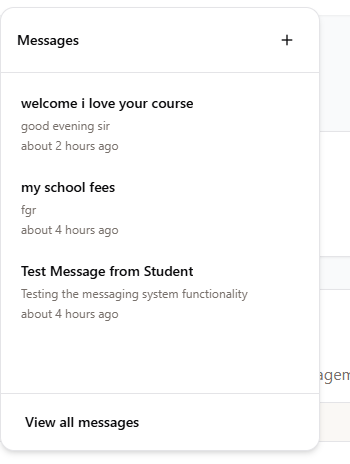 Messages
welcome i love your course
good evening sir
about 2 hours ago
my school fees
fgr
about 4 hours ago
Test Message from Student
Testing the messaging system functionality
about 4 hours ago
View all messages